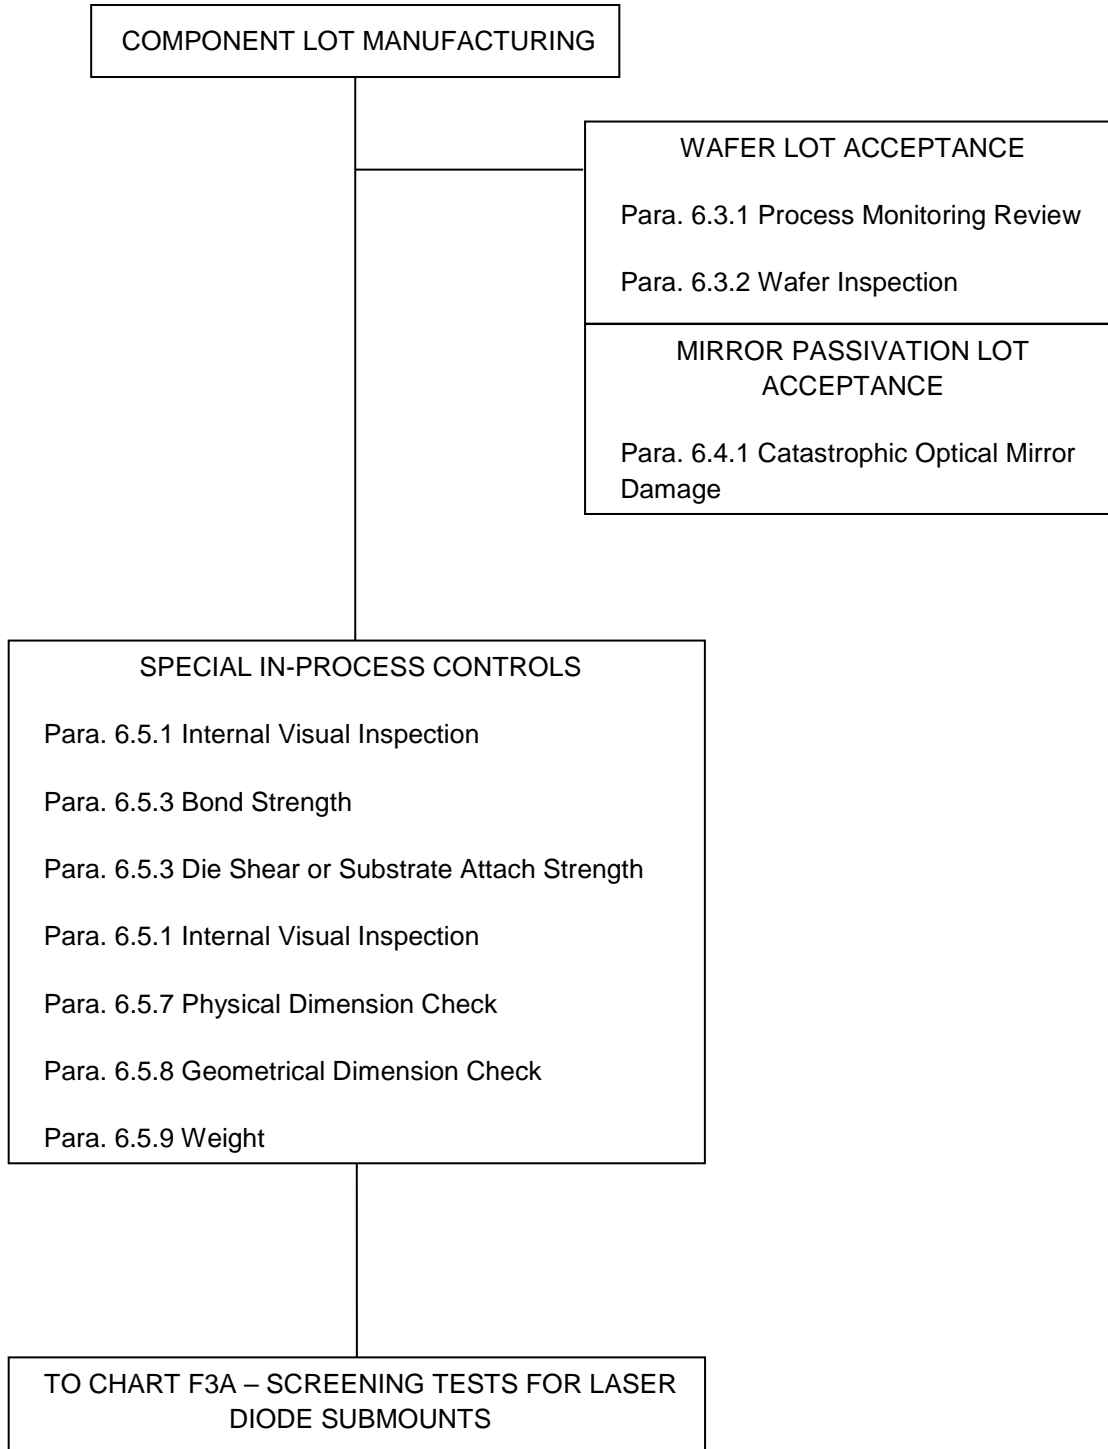 COMPONENT LOT MANUFACTURING
WAFER LOT ACCEPTANCE
Para. 6.3.1 Process Monitoring Review
Para. 6.3.2 Wafer Inspection
MIRROR PASSIVATION LOT
ACCEPTANCE
Para. 6.4.1 Catastrophic Optical Mirror
Damage
SPECIAL IN-PROCESS CONTROLS
Para. 6.5.1 Internal Visual Inspection
Para. 6.5.3 Bond Strength
Para. 6.5.3 Die Shear or Substrate Attach Strength
Para. 6.5.1 Internal Visual Inspection
Para. 6.5.7 Physical Dimension Check
Para. 6.5.8 Geometrical Dimension Check
Para. 6.5.9 Weight
TO CHART F3A – SCREENING TESTS FOR LASER
DIODE SUBMOUNTS